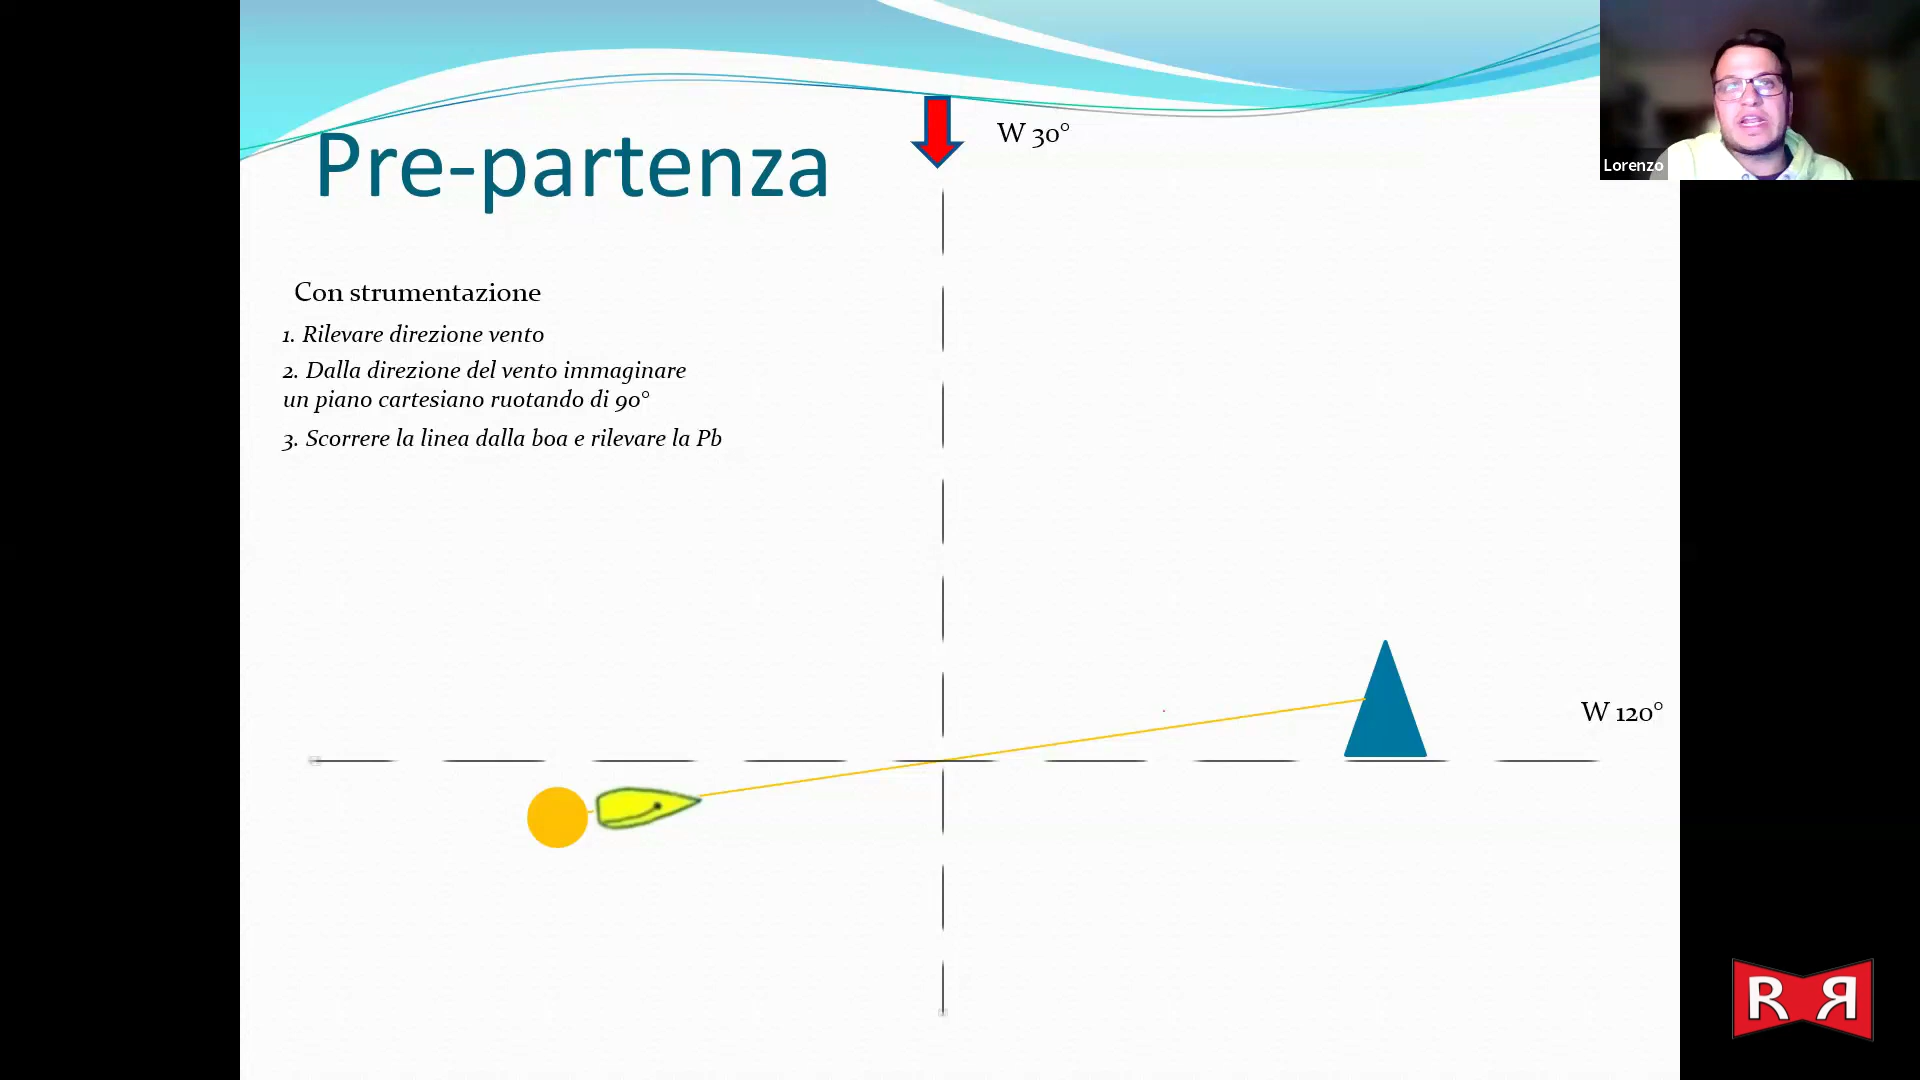 W 30°
Lorenzo
Pre-partenza
Con strumentazione
1. Rilevare direzione vento
2. Dalla direzione del vento immaginare
un piano cartesiano ruotando di 90°
3. Scorrere la linea dalla boa e rilevare la Pb
W 120°
R R